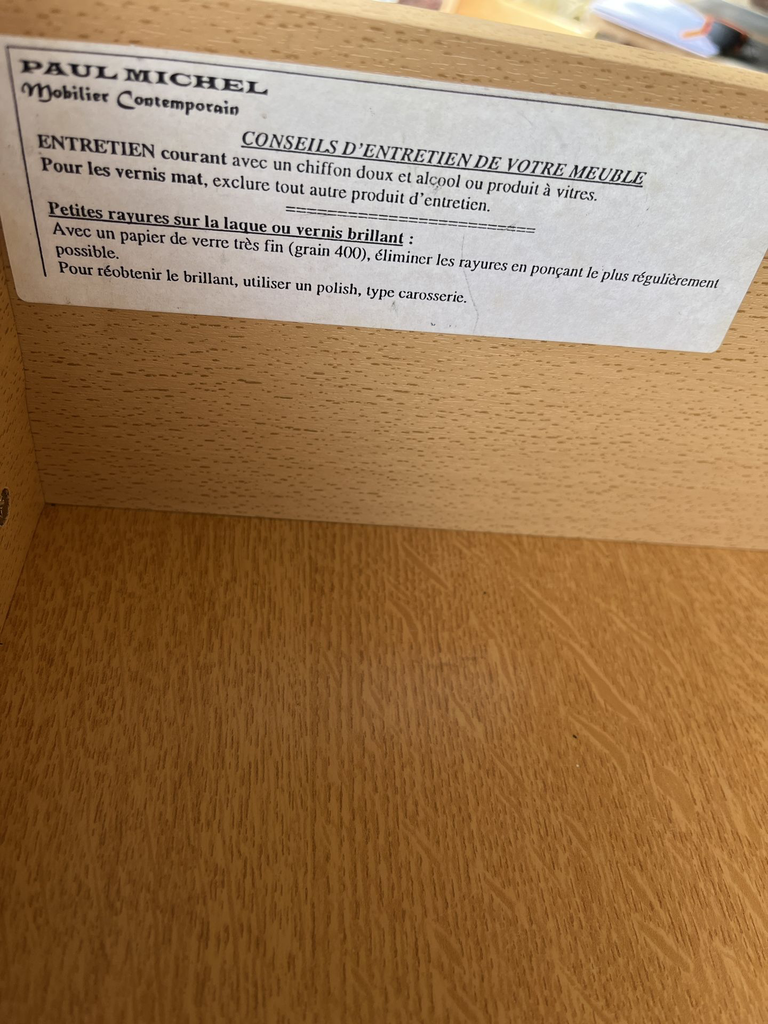 PAUL MICHEL
Mobilier Contemporain
CONSEILS D'ENTRETIEN DE VOTRE MEUBLE
ENTRETIEN courant avec un chiffon doux et alcool ou produit à vitres.
Pour les vernis mat, exclure tout autre produit d'entretien.
========================
Petites rayures sur la laque ou vernis brillant :
Avec un papier de verre très fin (grain 400), éliminer les rayures en ponçant le plus régulièrement
possible.
Pour réobtenir le brillant, utiliser un polish, type carosserie.